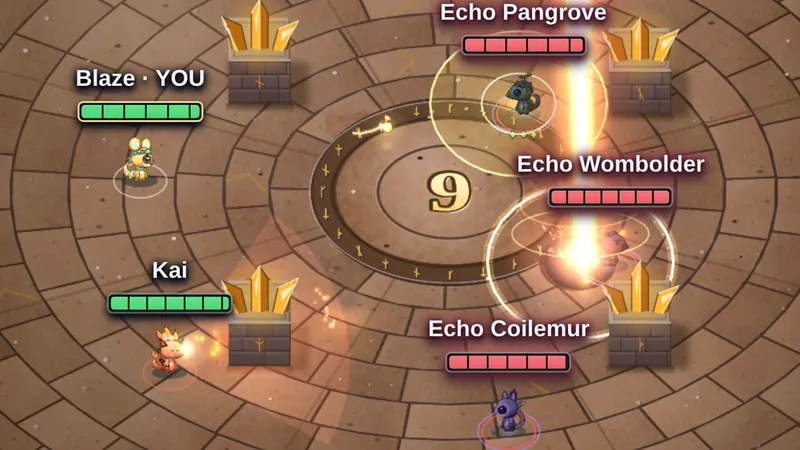 Echo Pangrove
Blaze · YOU
Echo Wombolder
9
Kai
Echo Coilemur